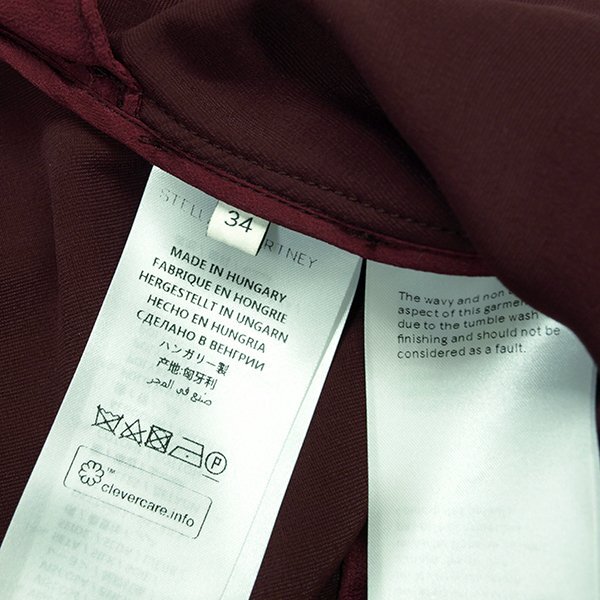 34
MADE IN HUNGARY
FABRIQUE EN HONGRIE
HERGESTELLT IN UNGARN
HECHO EN HUNGRIA
СДЕЛАНО В ВЕНГРИИ
ハンガリー製
产地:匈牙利
صنع في المجر
P
™
clevercare.info
The wavy and non
aspect of this
due to the tumble wash
finishing and should not be
considered as a fault.